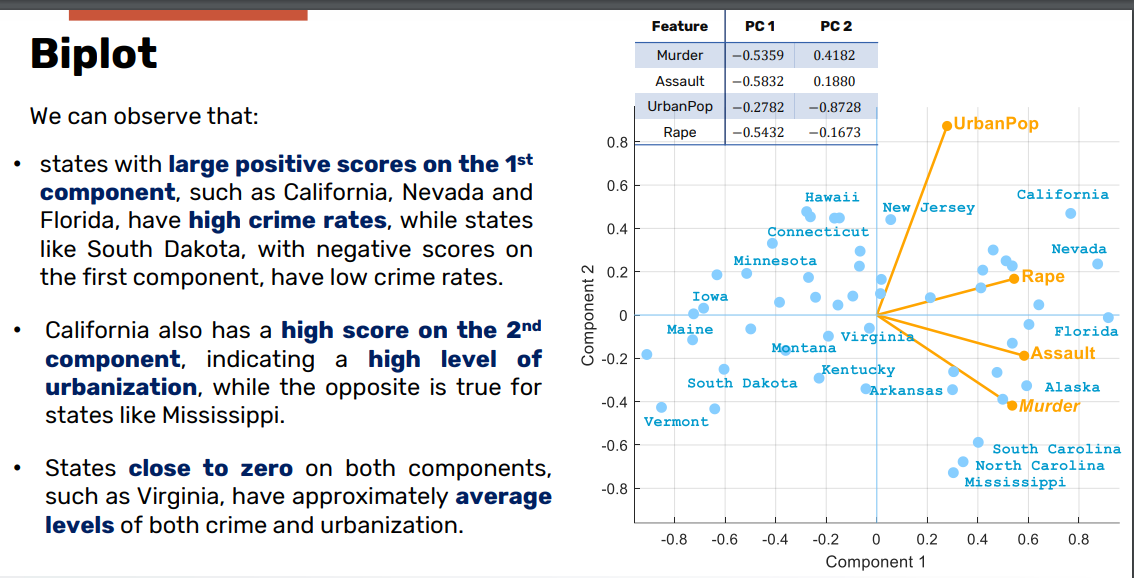 Biplot
We can observe that:
• states with large positive scores on the 1st
component, such as California, Nevada and
Florida, have high crime rates, while states
like South Dakota, with negative scores on
the first component, have low crime rates.
• California also has a high score on the 2nd
component, indicating a high level of
urbanization, while the opposite is true for
states like Mississippi.
• States close to zero on both components,
such as Virginia, have approximately average
levels of both crime and urbanization.
Feature PC 1 PC 2
Murder −0.5359 0.4182
Assault −0.5832 0.1880
UrbanPop −0.2782 −0.8728
Rape −0.5432 −0.1673
UrbanPop
California
Hawaii
New Jersey
Connecticut
Nevada
Minnesota
Rape
Iowa
Maine
Virginia
Florida
Montana
Assault
Kentucky
South Dakota
Arkansas
Alaska
Murder
Vermont
South Carolina
North Carolina
Mississippi
0.8
0.6
0.4
0.2
0
-0.2
-0.4
-0.6
-0.8
Component 2
-0.8 -0.6 -0.4 -0.2 0 0.2 0.4 0.6 0.8
Component 1